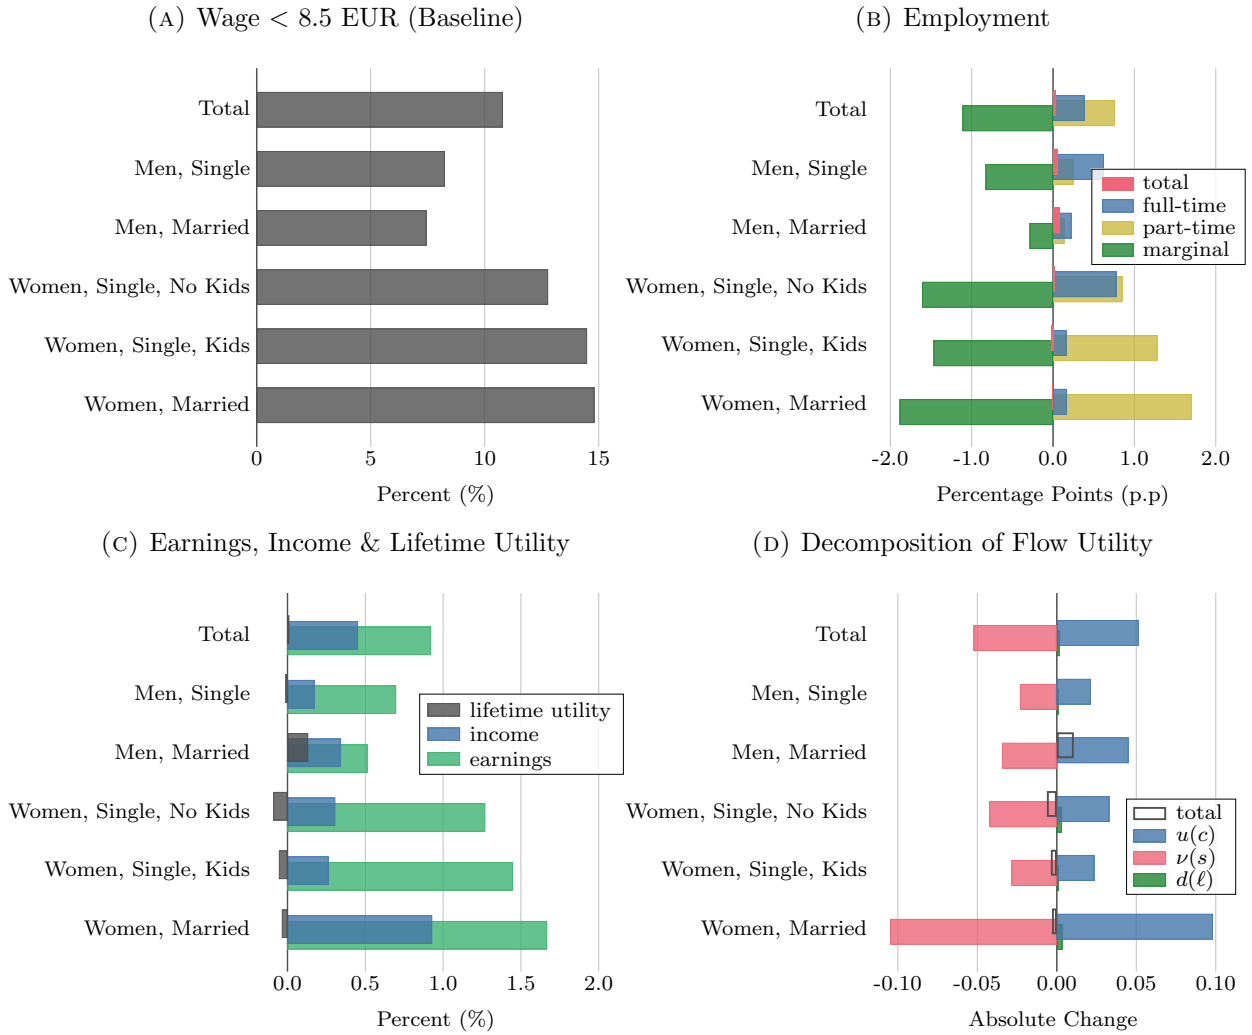 (A) Wage < 8.5 EUR (Baseline)
Total
Men, Single
Men, Married
Women, Single, No Kids
Women, Single, Kids
Women, Married
0 5 10 15
Percent (%)
(B) Employment
Total
Men, Single
Men, Married
Women, Single, No Kids
Women, Single, Kids
Women, Married
total
full-time
part-time
marginal
-2.0 -1.0 0.0 1.0 2.0
Percentage Points (p.p)
(C) Earnings, Income & Lifetime Utility
Total
Men, Single
Men, Married
Women, Single, No Kids
Women, Single, Kids
Women, Married
lifetime utility
income
earnings
0.0 0.5 1.0 1.5 2.0
Percent (%)
(D) Decomposition of Flow Utility
Total
Men, Single
Men, Married
Women, Single, No Kids
Women, Single, Kids
Women, Married
total
u(c)
ν(s)
d(ℓ)
-0.10 -0.05 0.00 0.05 0.10
Absolute Change